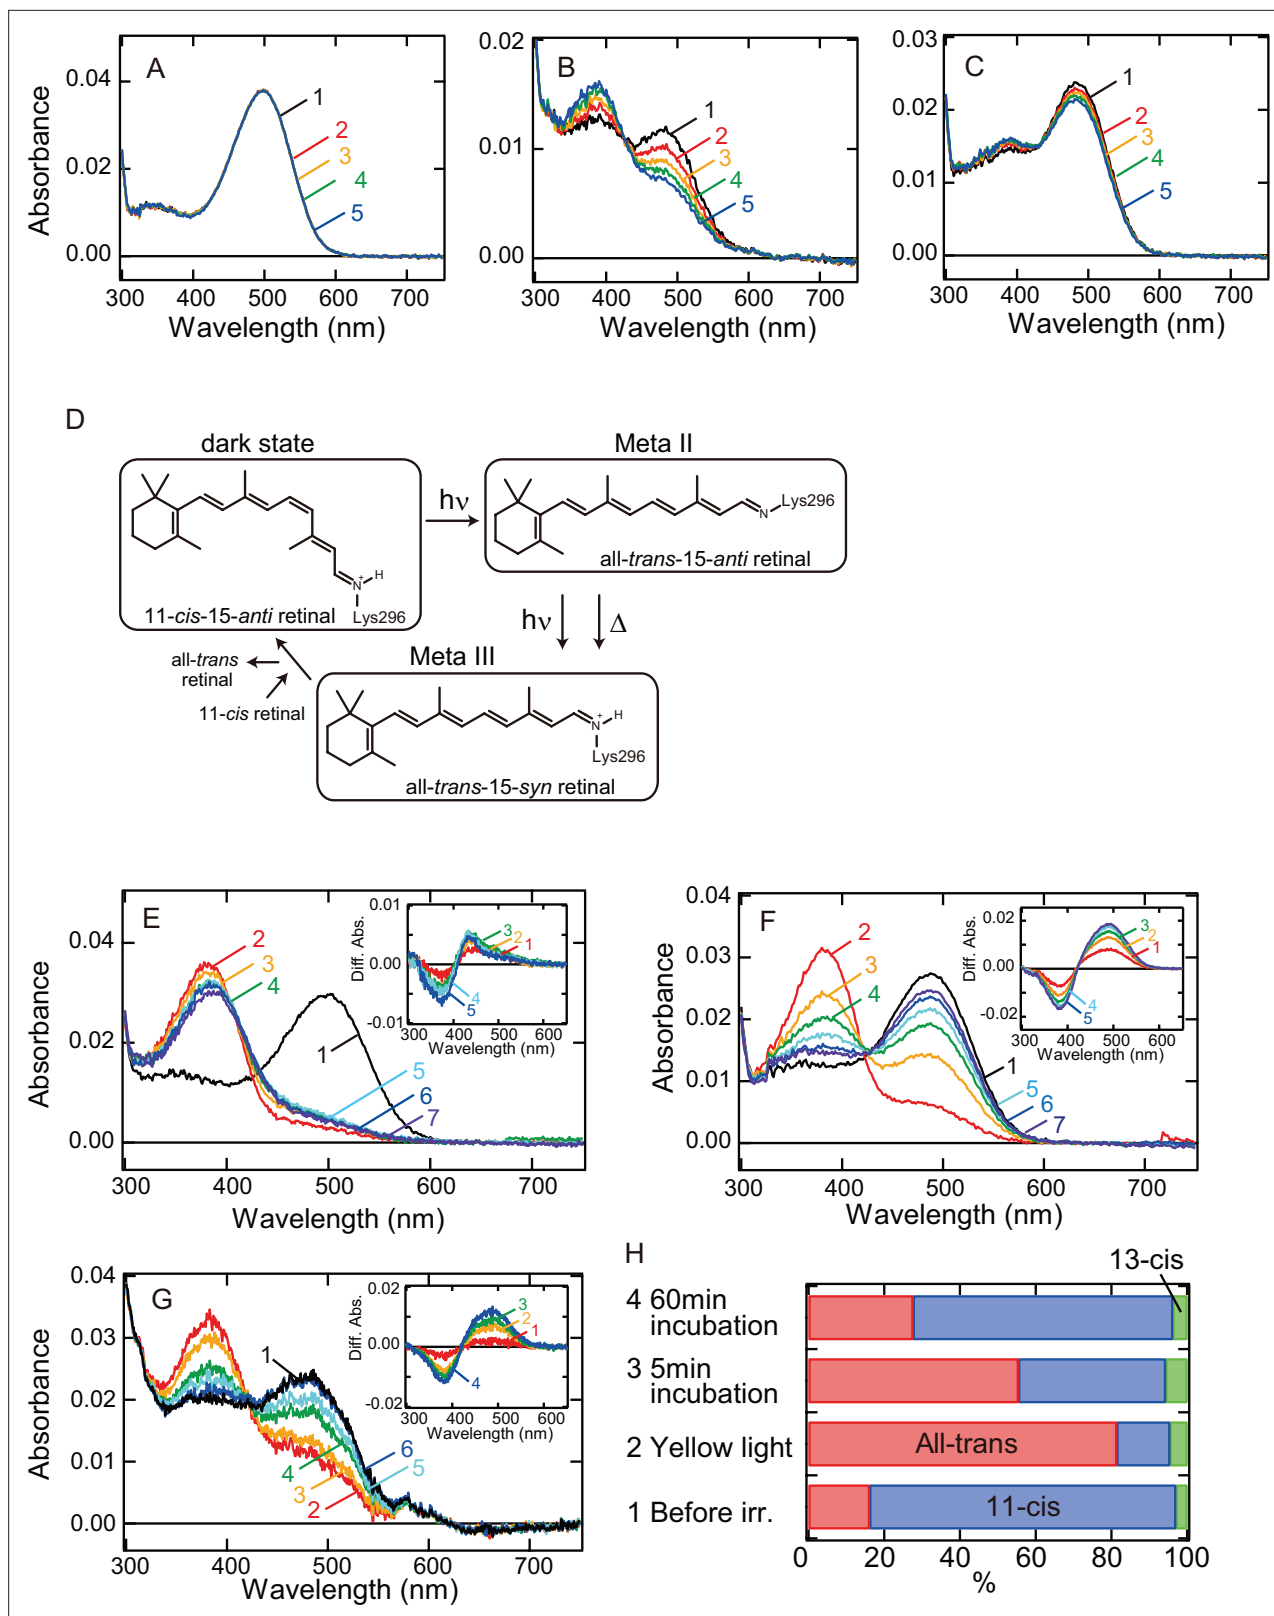 A
Absorbance
0.04
0.02
0.00
1
2
3
4
5
300 400 500 600 700
Wavelength (nm)
B
0.02
0.01
0.00
1
2
3
4
5
300 400 500 600 700
Wavelength (nm)
C
0.03
0.02
0.01
0.00
1
2
3
4
5
300 400 500 600 700
Wavelength (nm)
D
dark state
11-cis-15-anti retinal
N+ H
Lys296
hν
Meta II
all-trans-15-anti retinal
N Lys296
hν Δ
Meta III
all-trans-15-syn retinal
N+ H
Lys296
all-trans
retinal
11-cis retinal
E
Absorbance
0.04
0.02
0.00
1
2
3
4
5
6
7
300 400 500 600 700
Wavelength (nm)
Diff. Abs.
0.01
0.00
-0.01
3
2
1
4
5
300 400 500 600
Wavelength (nm)
F
Absorbance
0.04
0.03
0.02
0.01
0.00
2
3
4
1
5
6
7
300 400 500 600 700
Wavelength (nm)
Diff. Abs.
0.02
0.00
-0.02
3
2
1
4
5
300 400 500 600
Wavelength (nm)
G
Absorbance
0.04
0.03
0.02
0.01
0.00
1
6
5
4
3
2
300 400 500 600 700
Wavelength (nm)
Diff. Abs.
0.02
0.00
-0.02
3
2
1
4
300 400 500 600
Wavelength (nm)
H
13-cis
4 60min
incubation
3 5min
incubation
2 Yellow light
All-trans
1 Before irr.
11-cis
0 20 40 60 80 100
%